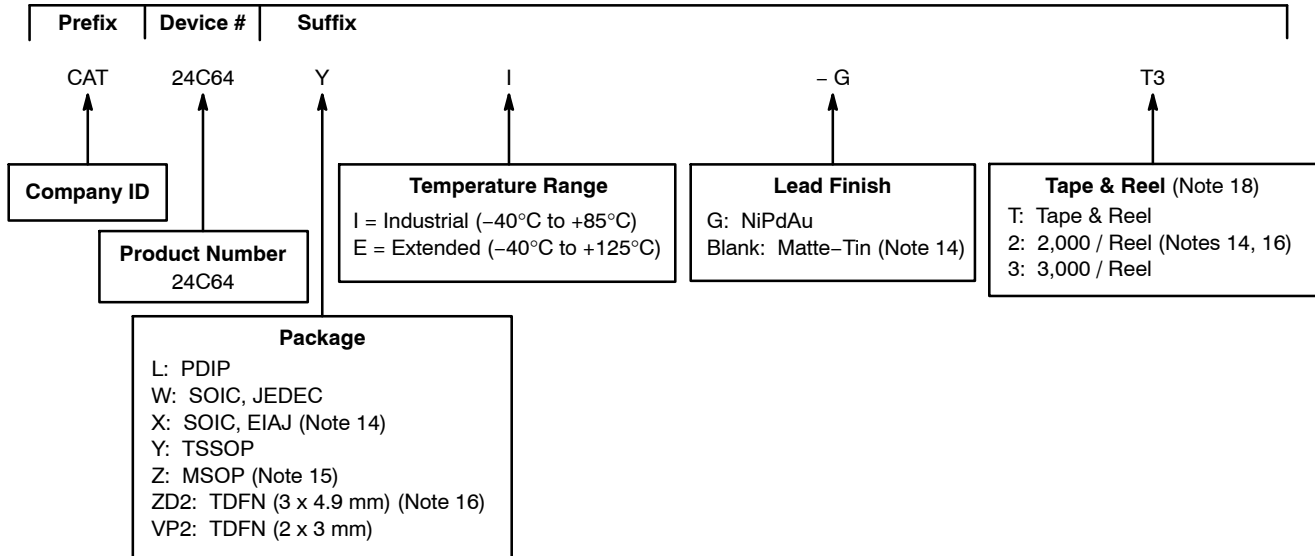 Prefix
Device #
Suffix
CAT
24C64
Y
I
– G
T3
Company ID
Product Number
24C64
Package
L: PDIP
W: SOIC, JEDEC
X: SOIC, EIAJ (Note 14)
Y: TSSOP
Z: MSOP (Note 15)
ZD2: TDFN (3 x 4.9 mm) (Note 16)
VP2: TDFN (2 x 3 mm)
Temperature Range
I = Industrial (−40°C to +85°C)
E = Extended (−40°C to +125°C)
Lead Finish
G: NiPdAu
Blank: Matte−Tin (Note 14)
Tape & Reel (Note 18)
T: Tape & Reel
2: 2,000 / Reel (Notes 14, 16)
3: 3,000 / Reel